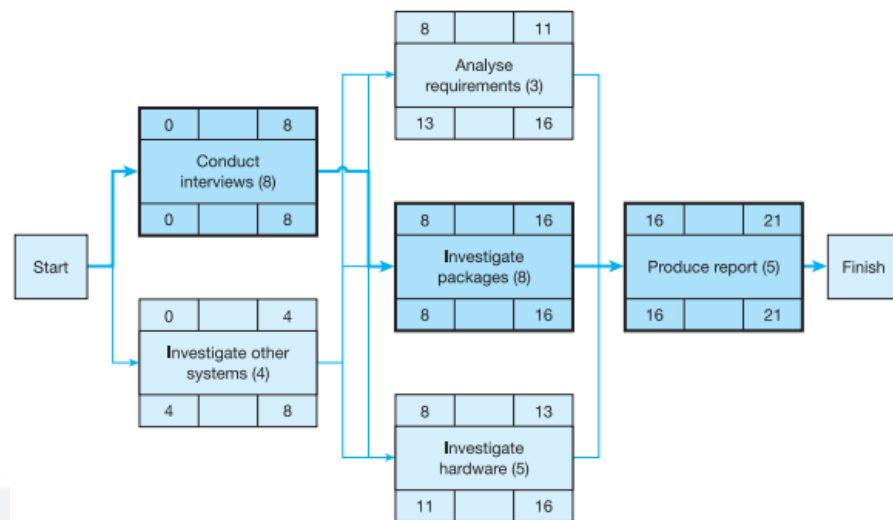 8 11
Analyse
requirements (3)
13 16
0 8
Conduct
interviews (8)
0 8
8 16
Investigate
packages (8)
8 16
16 21
Produce report (5)
16 21
Start
Finish
0 4
Investigate other
systems (4)
4 8
8 13
Investigate
hardware (5)
11 16